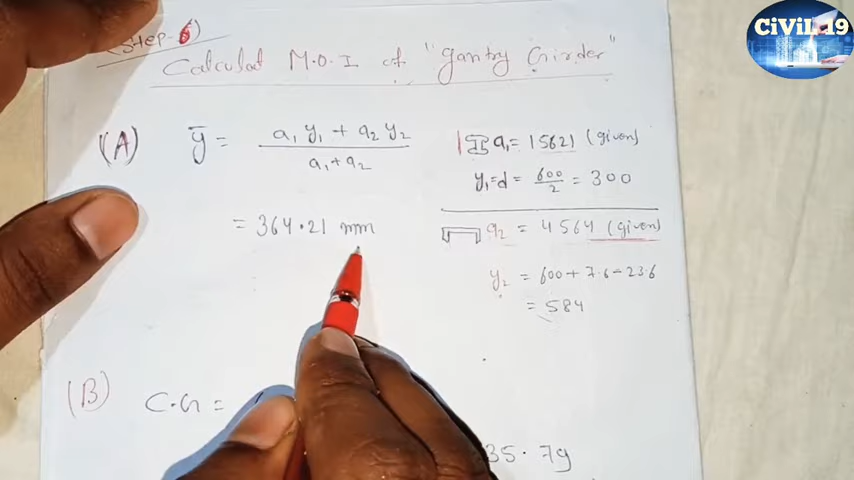 CiViL 19
(Step-6)
Calculat M.O.I of "gantry Girder"
(A) ȳ = a₁ y₁ + a₂ y₂
a₁ + a₂
= 364.21 mm
a₁ = 15621 (given)
y₁=d = 600/2 = 300
a₂ = 4564 (given)
y₂ = 600 + 7.6 - 23.6
= 584
(B) C.G =
35.79